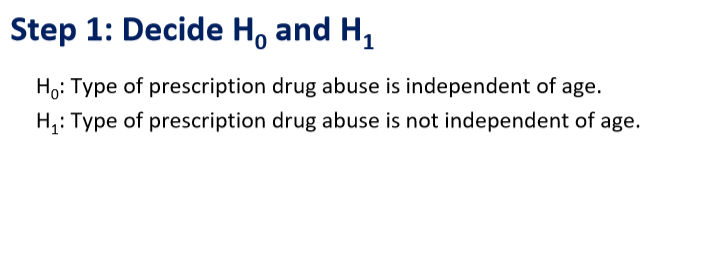 Step 1: Decide H₀ and H₁
H₀: Type of prescription drug abuse is independent of age.
H₁: Type of prescription drug abuse is not independent of age.